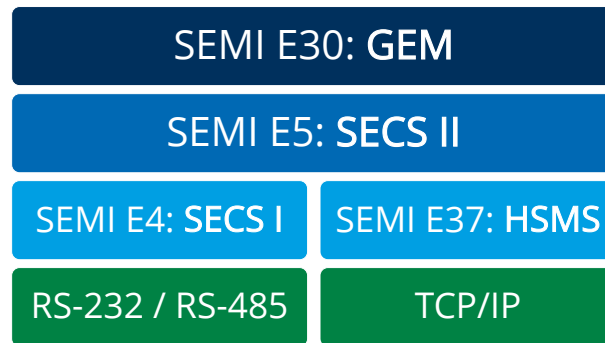 SEMI E30: GEM
SEMI E5: SECS II
SEMI E4: SECS I
SEMI E37: HSMS
RS-232 / RS-485
TCP/IP